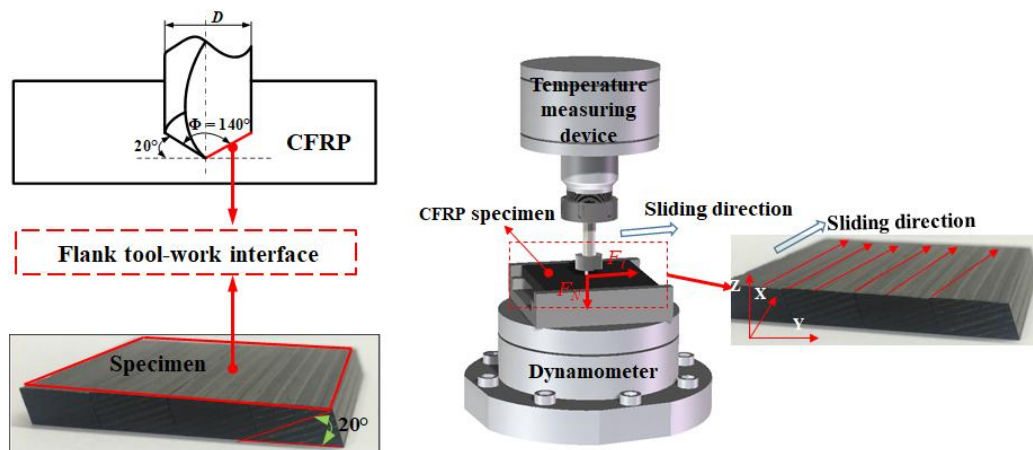 D
Φ = 140°
20°
CFRP
Flank tool-work interface
Specimen
20°
Temperature
measuring
device
CFRP specimen
Sliding direction
F_N
Dynamometer
Sliding direction
Z
X
Y